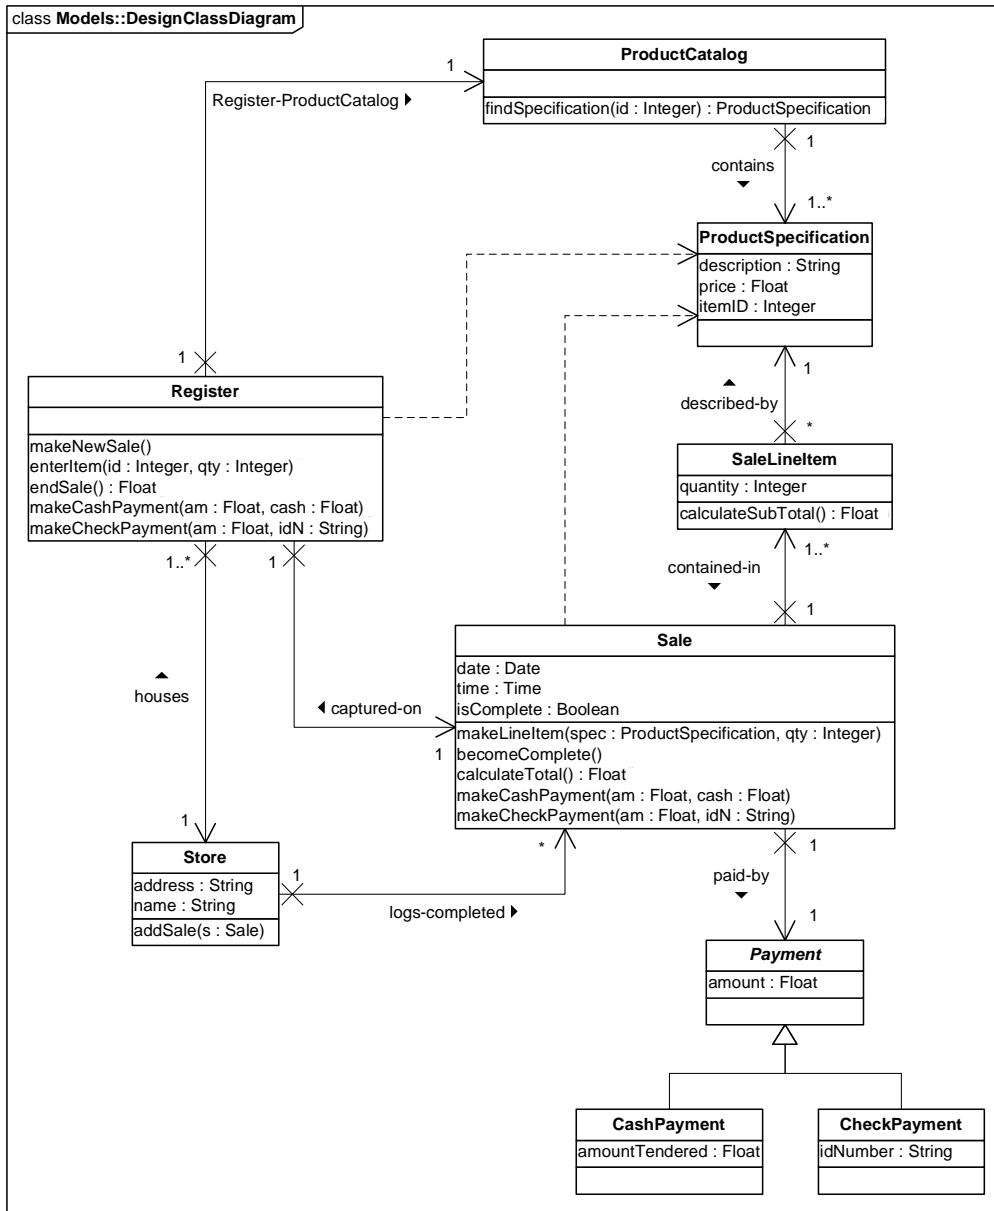 class Models::DesignClassDiagram
ProductCatalog
findSpecification(id : Integer) : ProductSpecification
1
Register-ProductCatalog ▶
1
contains
▼
1..*
ProductSpecification
description : String
price : Float
itemID : Integer
1
Register
makeNewSale()
enterItem(id : Integer, qty : Integer)
endSale() : Float
makeCashPayment(am : Float, cash : Float)
makeCheckPayment(am : Float, idN : String)
1
▲
described-by
*
SaleLineItem
quantity : Integer
calculateSubTotal() : Float
1..*
1
1..*
contained-in
▼
1
Sale
date : Date
time : Time
isComplete : Boolean
makeLineItem(spec : ProductSpecification, qty : Integer)
becomeComplete()
calculateTotal() : Float
makeCashPayment(am : Float, cash : Float)
makeCheckPayment(am : Float, idN : String)
▲
houses
◀ captured-on
1
1
Store
address : String
name : String
addSale(s : Sale)
1
logs-completed ▶
*
1
paid-by
▼
1
Payment
amount : Float
CashPayment
amountTendered : Float
CheckPayment
idNumber : String